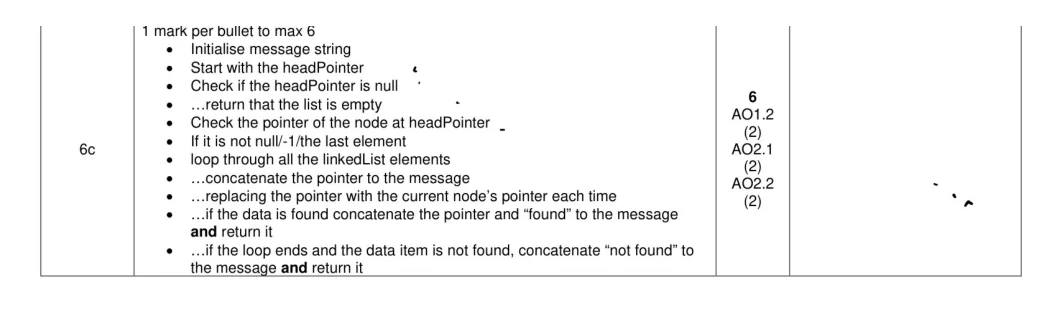 1 mark per bullet to max 6
• Initialise message string
• Start with the headPointer
• Check if the headPointer is null
• …return that the list is empty
• Check the pointer of the node at headPointer
• If it is not null/-1/the last element
• loop through all the linkedList elements
• …concatenate the pointer to the message
• …replacing the pointer with the current node's pointer each time
• …if the data is found concatenate the pointer and “found” to the message
and return it
• …if the loop ends and the data item is not found, concatenate “not found” to
the message and return it
6c
6
AO1.2
(2)
AO2.1
(2)
AO2.2
(2)